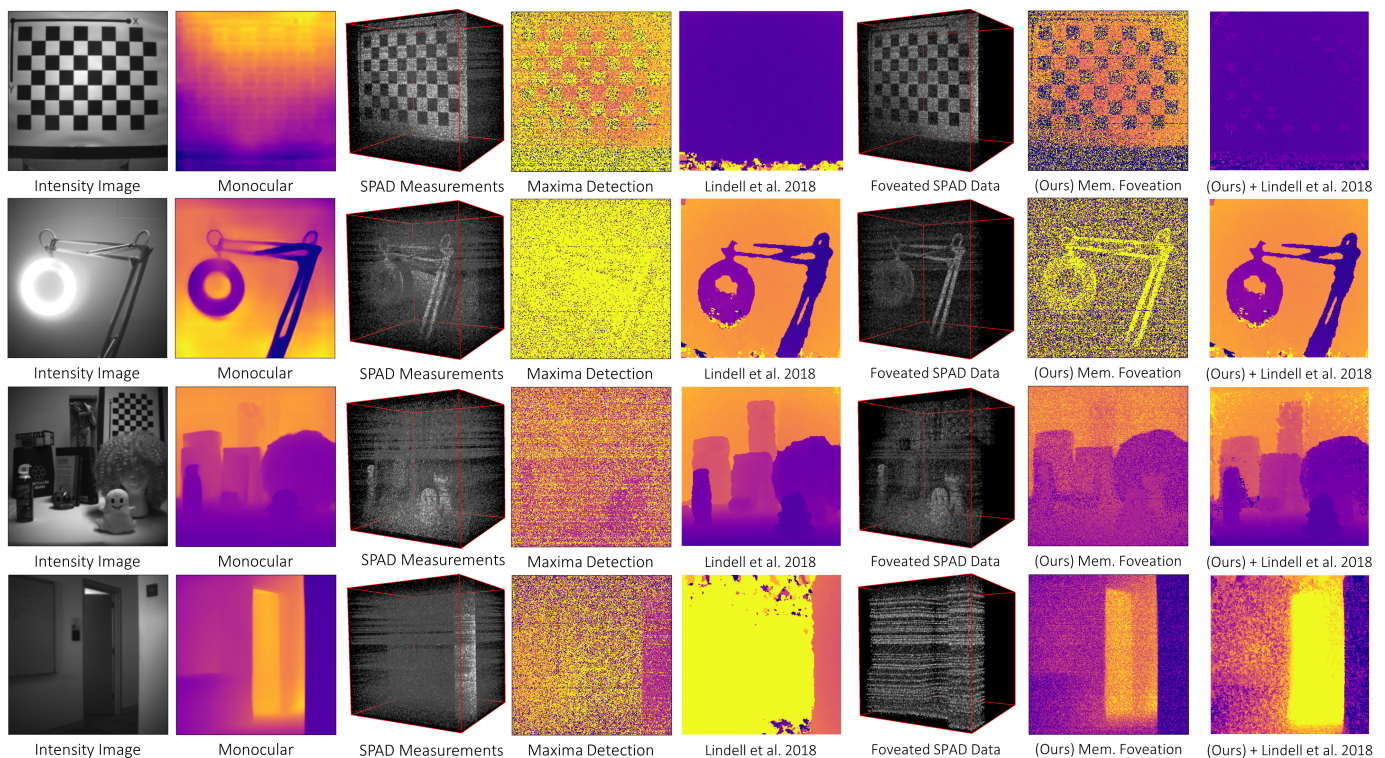 X
Y
Intensity Image Monocular SPAD Measurements Maxima Detection Lindell et al. 2018 Foveated SPAD Data (Ours) Mem. Foveation (Ours) + Lindell et al. 2018
Intensity Image Monocular SPAD Measurements Maxima Detection Lindell et al. 2018 Foveated SPAD Data (Ours) Mem. Foveation (Ours) + Lindell et al. 2018
Intensity Image Monocular SPAD Measurements Maxima Detection Lindell et al. 2018 Foveated SPAD Data (Ours) Mem. Foveation (Ours) + Lindell et al. 2018
Intensity Image Monocular SPAD Measurements Maxima Detection Lindell et al. 2018 Foveated SPAD Data (Ours) Mem. Foveation (Ours) + Lindell et al. 2018